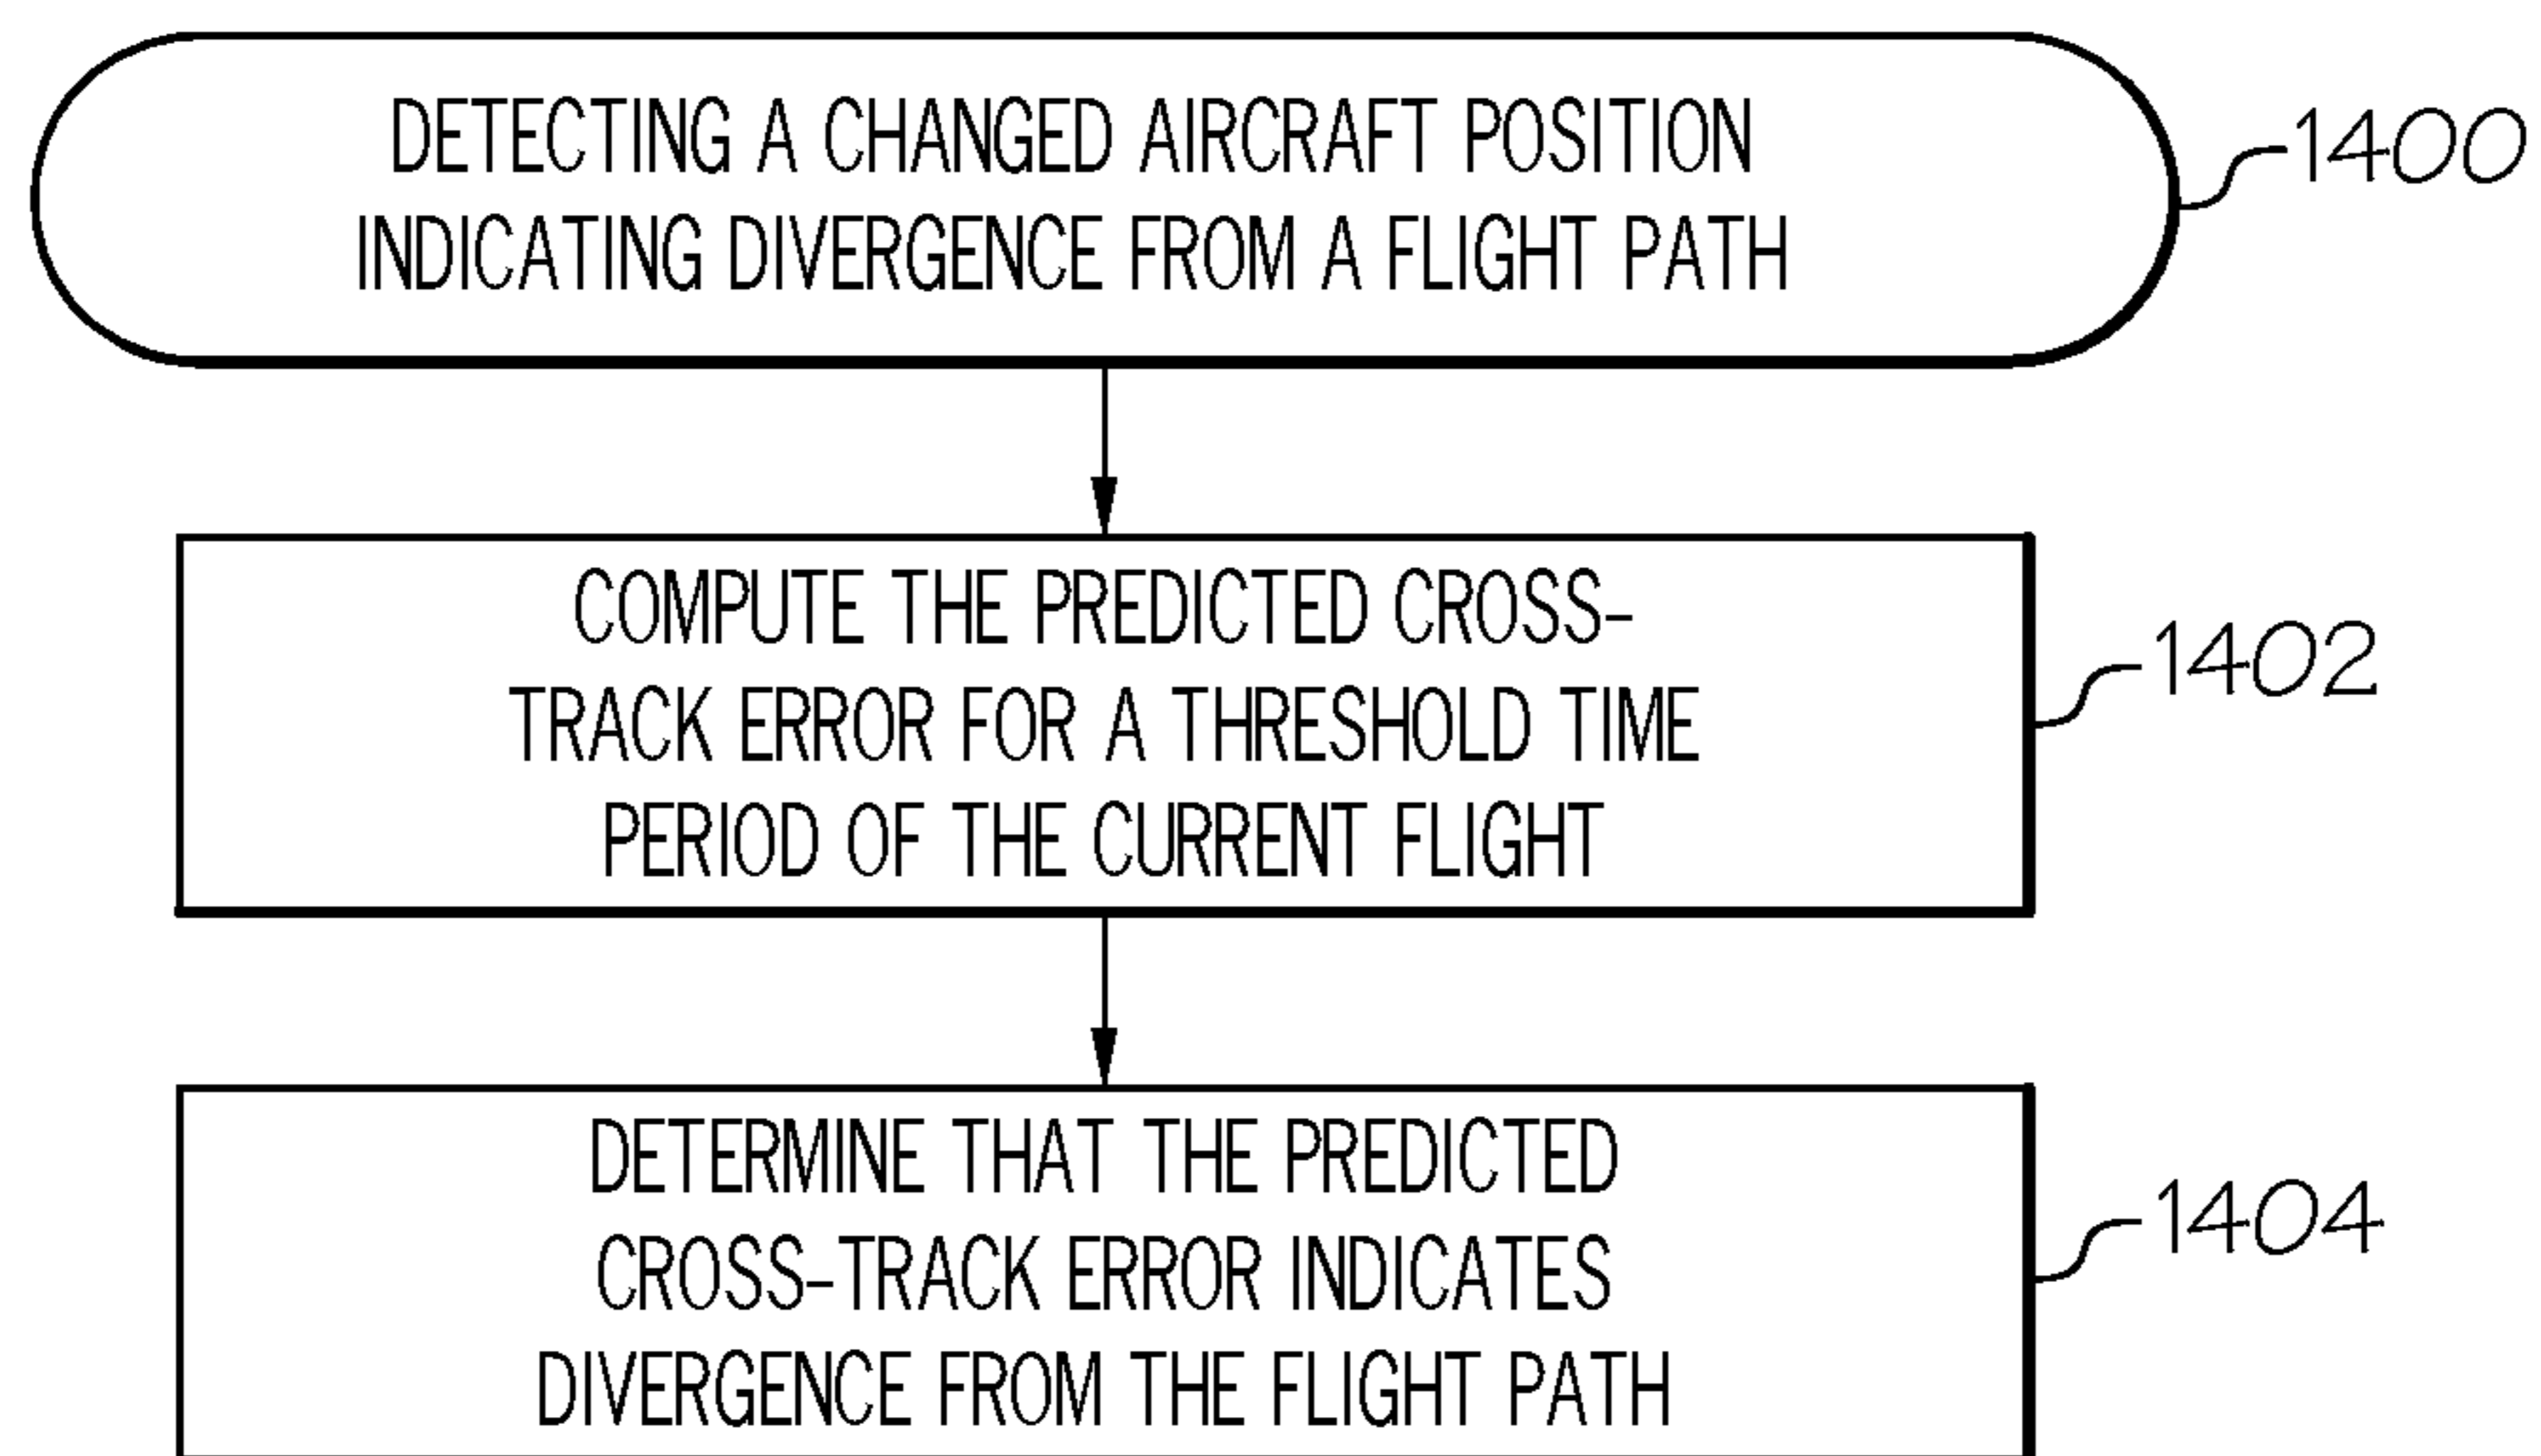 DETECTING A CHANGED AIRCRAFT POSITION
INDICATING DIVERGENCE FROM A FLIGHT PATH
1400
COMPUTE THE PREDICTED CROSS-
TRACK ERROR FOR A THRESHOLD TIME
PERIOD OF THE CURRENT FLIGHT
1402
DETERMINE THAT THE PREDICTED
CROSS-TRACK ERROR INDICATES
DIVERGENCE FROM THE FLIGHT PATH
1404